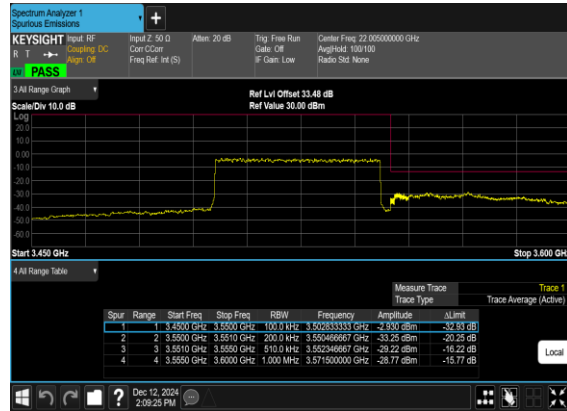 Spectrum Analyzer 1
Spurious Emissions
+
KEYSIGHT Input: RF Input Z: 50 Ω Atten: 20 dB Trig: Free Run Center Freq: 22.005000000 GHz
R T Coupling: DC Corr CCorr Gate: Off Avg|Hold: 100/100
Align: Off Freq Ref: Int (S) IF Gain: Low Radio Std: None
PASS
3 All Range Graph
Ref Lvl Offset 33.48 dB
Scale/Div 10.0 dB Ref Value 30.00 dBm
Log
20.0
10.0
0.00
-10.0
-20.0
-30.0
-40.0
-50.0
-60.0
Start 3.450 GHz Stop 3.600 GHz
4 All Range Table
Measure Trace Trace 1
Trace Type Trace Average (Active)
Spur Range Start Freq Stop Freq RBW Frequency Amplitude ΔLimit
1 1 3.4500 GHz 3.5500 GHz 100.0 kHz 3.502833333 GHz -2.930 dBm -32.93 dB
2 2 3.5500 GHz 3.5510 GHz 200.0 kHz 3.550466667 GHz -33.25 dBm -20.25 dB
3 3 3.5510 GHz 3.5550 GHz 510.0 kHz 3.552346667 GHz -29.22 dBm -16.22 dB
4 4 3.5550 GHz 3.6000 GHz 1.000 MHz 3.571500000 GHz -28.77 dBm -15.77 dB
Local
? Dec 12, 2024
2:09:25 PM